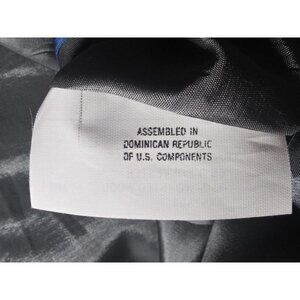 ASSEMBLED IN
DOMINICAN REPUBLIC
OF U.S. COMPONENTS